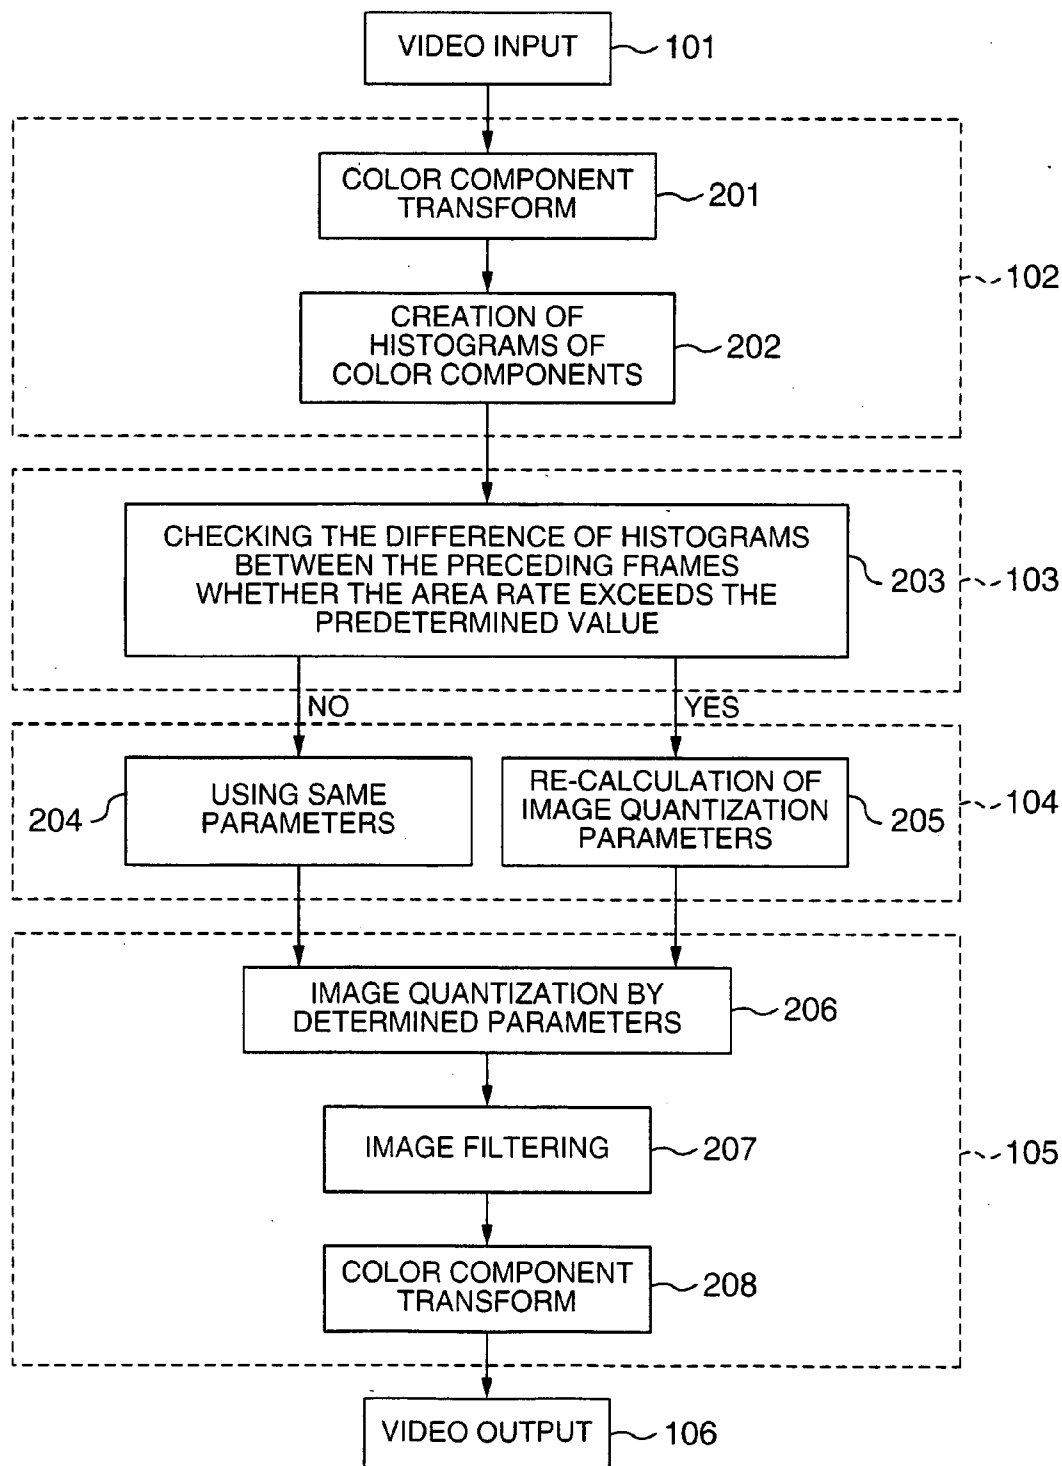 VIDEO INPUT 101
COLOR COMPONENT
TRANSFORM 201
102
CREATION OF
HISTOGRAMS OF
COLOR COMPONENTS
202
CHECKING THE DIFFERENCE OF HISTOGRAMS
BETWEEN THE PRECEDING FRAMES
WHETHER THE AREA RATE EXCEEDS THE
PREDETERMINED VALUE
203
103
NO
YES
204
USING SAME
PARAMETERS
RE-CALCULATION OF
IMAGE QUANTIZATION
PARAMETERS
205
104
IMAGE QUANTIZATION BY
DETERMINED PARAMETERS
206
IMAGE FILTERING
207
105
COLOR COMPONENT
TRANSFORM
208
VIDEO OUTPUT
106